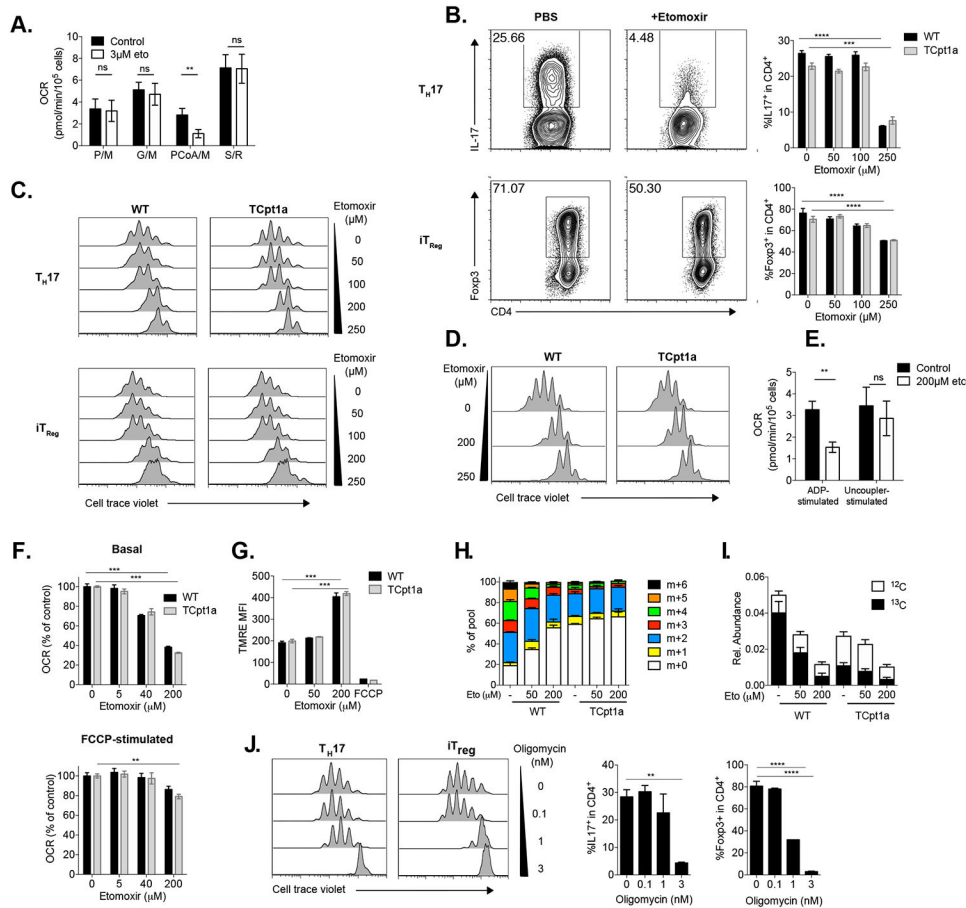 A.
Control
3μM eto
ns
ns
**
ns
OCR
(pmol/min/10⁵ cells)
10
8
6
4
2
0
P/M
G/M
PCoA/M
S/R
B.
PBS
+Etomoxir
25.66
4.48
TH17
IL-17
71.07
50.30
iTReg
Foxp3
CD4
WT
TCpt1a
****
***
%IL17⁺ in CD4⁺
40
30
20
10
0
0
50
100
250
Etomoxir (μM)
****
****
%Foxp3⁺ in CD4⁺
100
80
60
40
20
0
0
50
100
250
Etomoxir (μM)
C.
WT
TCpt1a
Etomoxir
(μM)
TH17
0
50
100
200
250
Etomoxir
(μM)
iTReg
0
50
100
200
250
Cell trace violet
D.
WT
TCpt1a
Etomoxir
(μM)
0
200
250
Cell trace violet
E.
Control
200μM etc
**
ns
OCR
(pmol/min/10⁵ cells)
5
4
3
2
1
0
ADP-
stimulated
Uncoupler-
stimulated
F.
Basal
***
***
WT
TCpt1a
OCR (% of control)
100
80
60
40
20
0
0
5
40
200
Etomoxir (μM)
FCCP-stimulated
**
OCR (% of control)
100
80
60
40
20
0
0
5
40
200
Etomoxir (μM)
G.
WT
TCpt1a
***
***
TMRE MFI
500
400
300
200
100
0
0
50
200
FCCP
Etomoxir (μM)
H.
% of pool
100
80
60
40
20
0
m+6
m+5
m+4
m+3
m+2
m+1
m+0
Eto (μM)
-
50
200
-
50
200
WT
TCpt1a
I.
¹²C
¹³C
Rel. Abundance
0.06
0.04
0.02
0.00
Eto (μM)
-
50
200
-
50
200
WT
TCpt1a
J.
TH17
iTreg
Oligomycin
(nM)
0
0.1
1
3
Cell trace violet
**
%IL17⁺ in CD4⁺
40
30
20
10
0
0
0.1
1
3
Oligomycin (nM)
****
****
%Foxp3+ in CD4⁺
100
80
60
40
20
0
0
0.1
1
3
Oligomycin (nM)